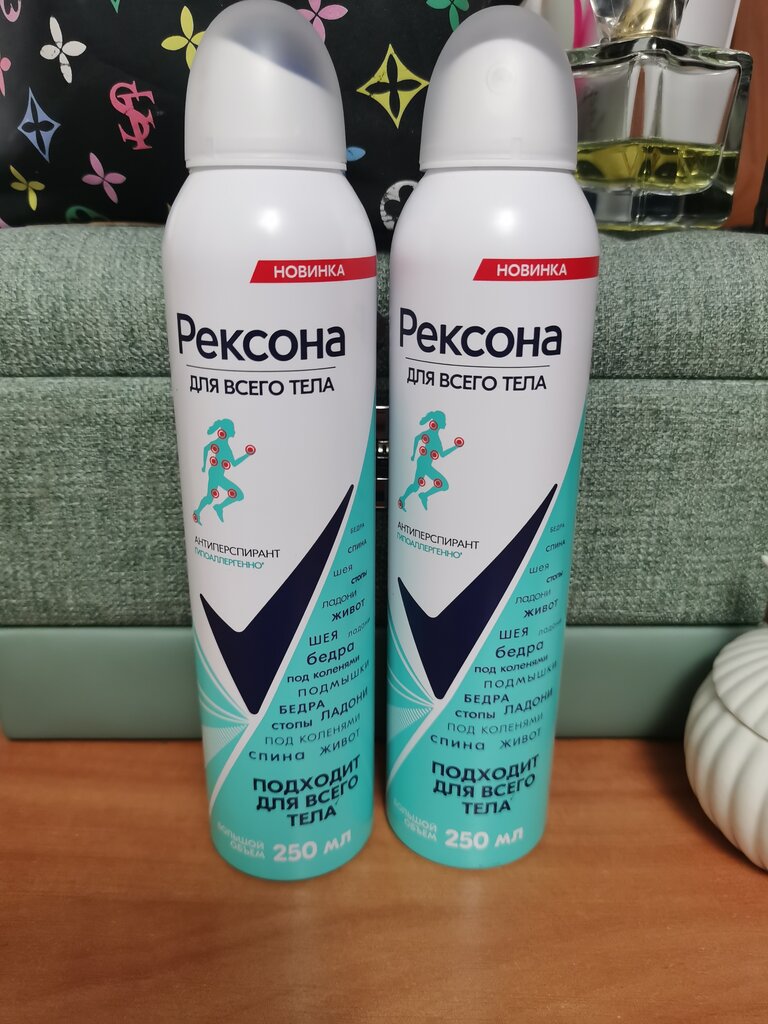 НОВИНКА
Рексона
ДЛЯ ВСЕГО ТЕЛА
АНТИПЕРСПИРАНТ
ГИПОАЛЛЕРГЕННО*
БЕДРА
СПИНА
шея
стопы
ладони
ЖИВОТ
ШЕЯ ладони
бедра
под коленями
ПОДМЫШКИ
БЕДРА
стопы ЛАДОНИ
ПОД КОЛЕНЯМИ
спина ЖИВОТ
ПОДХОДИТ
ДЛЯ ВСЕГО
ТЕЛА
БОЛЬШОЙ
ОБЪЕМ 250 мл
НОВИНКА
Рексона
ДЛЯ ВСЕГО ТЕЛА
АНТИПЕРСПИРАНТ
ГИПОАЛЛЕРГЕННО*
БЕДРА
СПИНА
шея
стопы
ладони
ЖИВОТ
ШЕЯ ладони
бедра
под коленями
ПОДМЫШКИ
БЕДРА
стопы ЛАДОНИ
ПОД КОЛЕНЯМИ
спина ЖИВОТ
ПОДХОДИТ
ДЛЯ ВСЕГО
ТЕЛА
БОЛЬШОЙ
ОБЪЕМ 250 мл